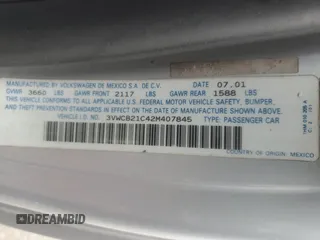 MFD. BY VOLKSWAGEN DE MEXICO S.A. DE C.V. DATE 07.01
GVWR 3660 LBS GAWR FRONT 2117 LBS GAWR REAR 1588 LBS
THIS VEHICLE CONFORMS TO ALL APPLICABLE U.S. FEDERAL MOTOR VEHICLE SAFETY, BUMPER,
AND THEFT PREVENTION STANDARDS IN EFFECT ON THE DATE OF MANUFACTURE SHOWN ABOVE.
VEHICLE I.D.: 3VWCB21C42M407845 TYPE: PASSENGER CAR
COUNTRY OF ORIGIN: MEXICO
DREAMBID